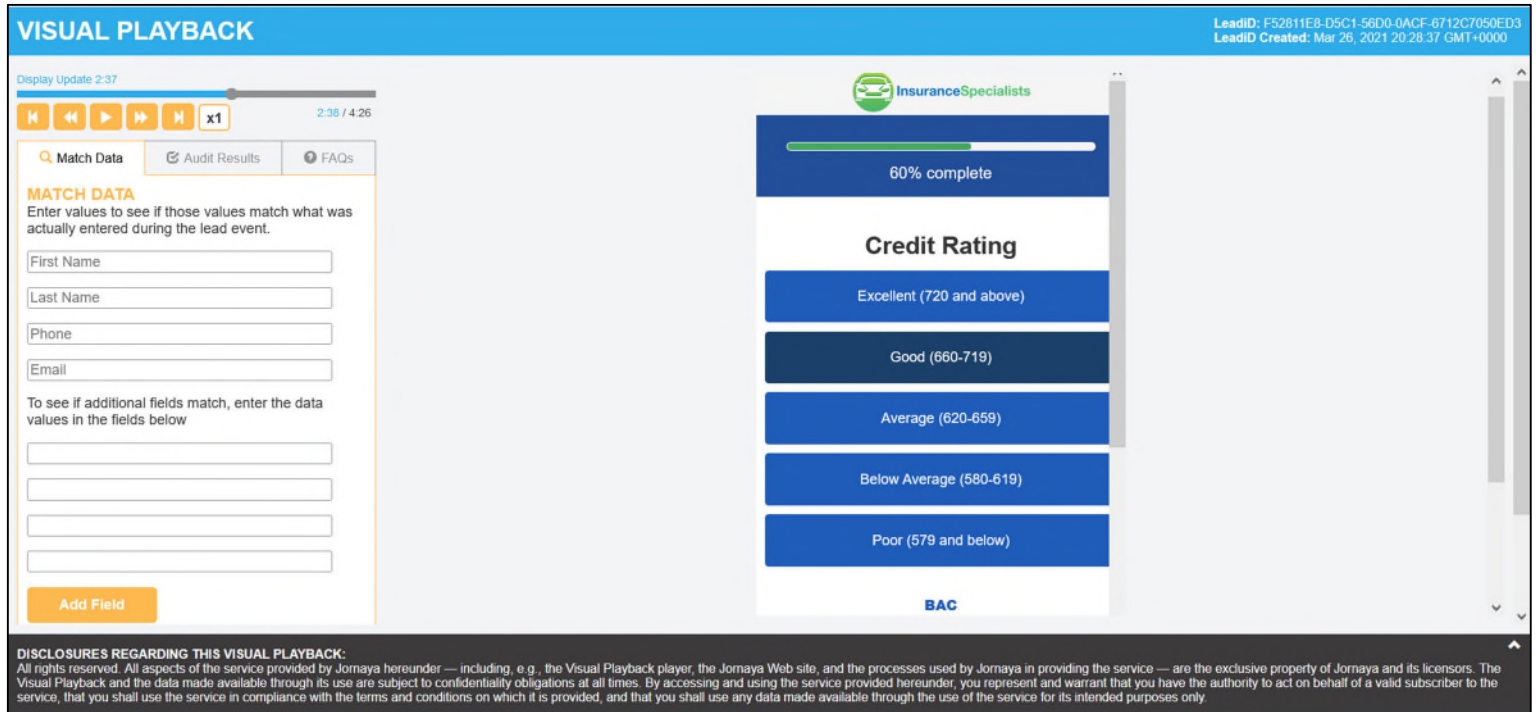 VISUAL PLAYBACK
LeadiD: F52811E8-D5C1-56D0-0ACF-6712C7050ED3
LeadiD Created: Mar 26, 2021 20:28:37 GMT+0000
Display Update 2:37
x1
2:38 / 4:26
Match Data
Audit Results
FAQs
MATCH DATA
Enter values to see if those values match what was
actually entered during the lead event.
First Name
Last Name
Phone
Email
To see if additional fields match, enter the data
values in the fields below
Add Field
InsuranceSpecialists
60% complete
Credit Rating
Excellent (720 and above)
Good (660-719)
Average (620-659)
Below Average (580-619)
Poor (579 and below)
BAC
DISCLOSURES REGARDING THIS VISUAL PLAYBACK:
All rights reserved. All aspects of the service provided by Jornaya hereunder — including, e.g., the Visual Playback player, the Jornaya Web site, and the processes used by Jornaya in providing the service — are the exclusive property of Jornaya and its licensors. The
Visual Playback and the data made available through its use are subject to confidentiality obligations at all times. By accessing and using the service provided hereunder, you represent and warrant that you have the authority to act on behalf of a valid subscriber to the
service, that you shall use the service in compliance with the terms and conditions on which it is provided, and that you shall use any data made available through the use of the service for its intended purposes only.